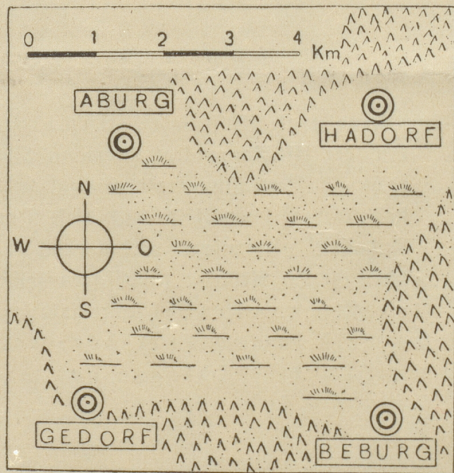 0 1 2 3 4 Km
ABURG
HADORF
N
W O
S
GEDORF
BEBURG